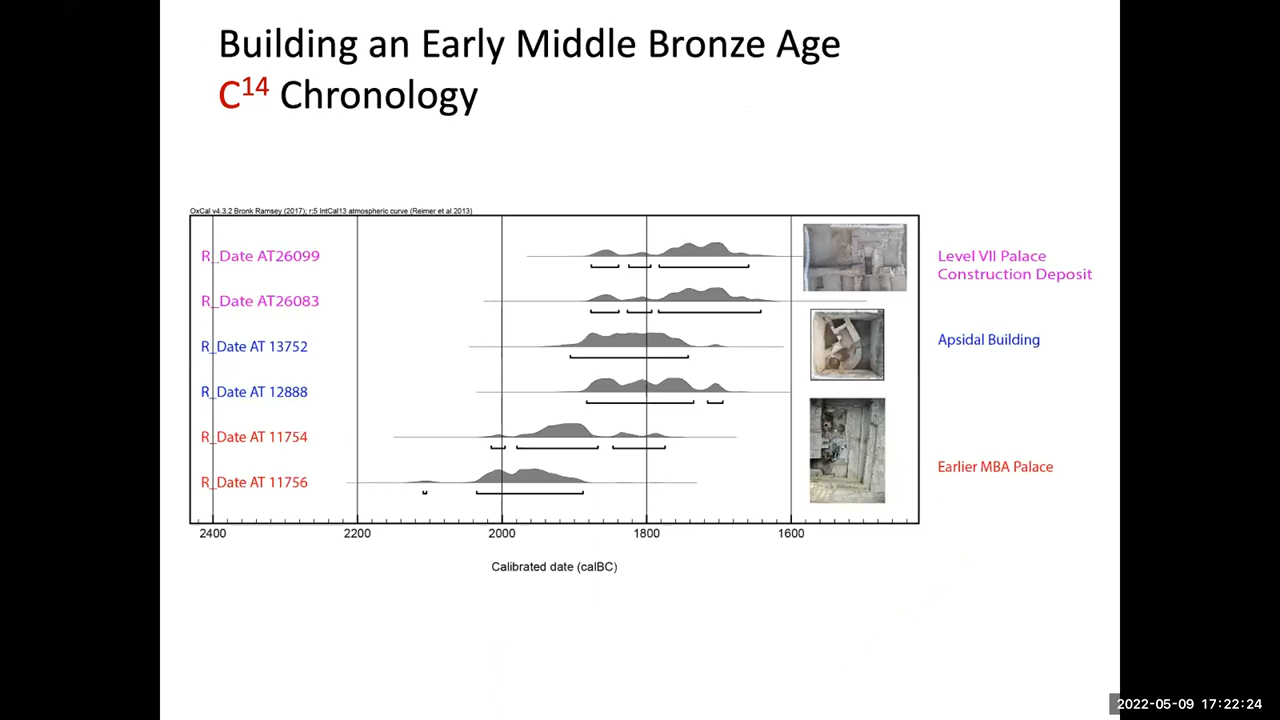 Building an Early Middle Bronze Age
C14 Chronology
OxCal v4.3.2 Bronk Ramsey (2017); r:5 IntCal13 atmospheric curve (Reimer et al 2013)
R_Date AT26099
Level VII Palace
Construction Deposit
R_Date AT26083
R_Date AT 13752
Apsidal Building
R_Date AT 12888
R_Date AT 11754
Earlier MBA Palace
R_Date AT 11756
2400 2200 2000 1800 1600
Calibrated date (calBC)
2022-05-09 17:22:24